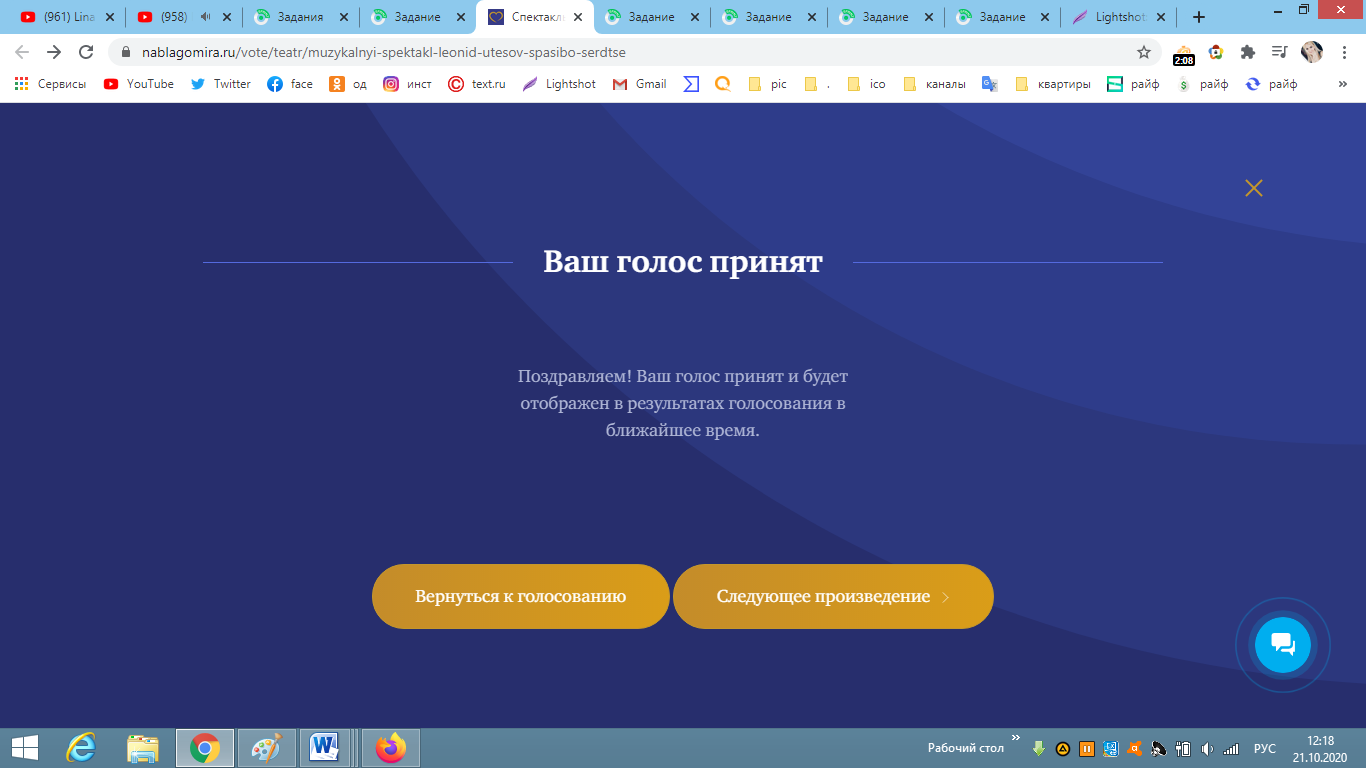 (961) Lina
(958)
Задания
Задание
Спектакл
Задание
Задание
Задание
Задание
Lightshot
nablagomira.ru/vote/teatr/muzykalnyi-spektakl-leonid-utesov-spasibo-serdtse
2:08
Сервисы
YouTube
Twitter
face
од
инст
text.ru
Lightshot
Gmail
pic
.
ico
каналы
квартиры
райф
райф
райф
»
Ваш голос принят
Поздравляем! Ваш голос принят и будет
отображен в результатах голосования в
ближайшее время.
Вернуться к голосованию
Следующее произведение
Рабочий стол
»
РУС
12:18
21.10.2020